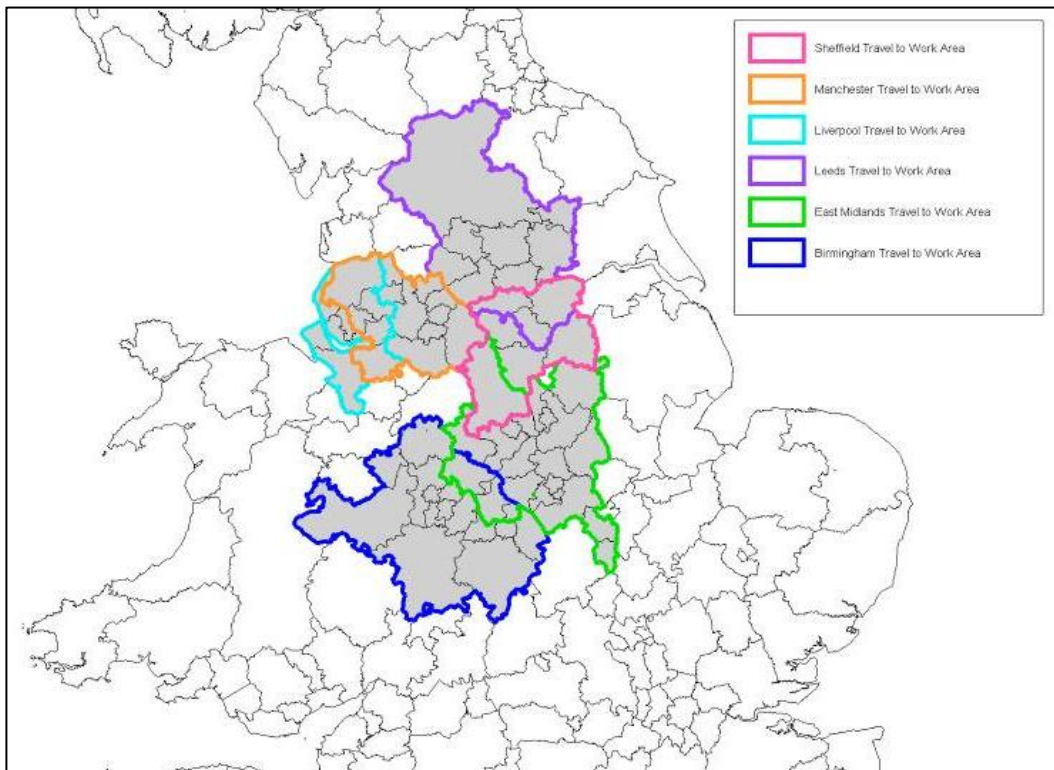 Sheffield Travel to Work Area
Manchester Travel to Work Area
Liverpool Travel to Work Area
Leeds Travel to Work Area
East Midlands Travel to Work Area
Birmingham Travel to Work Area